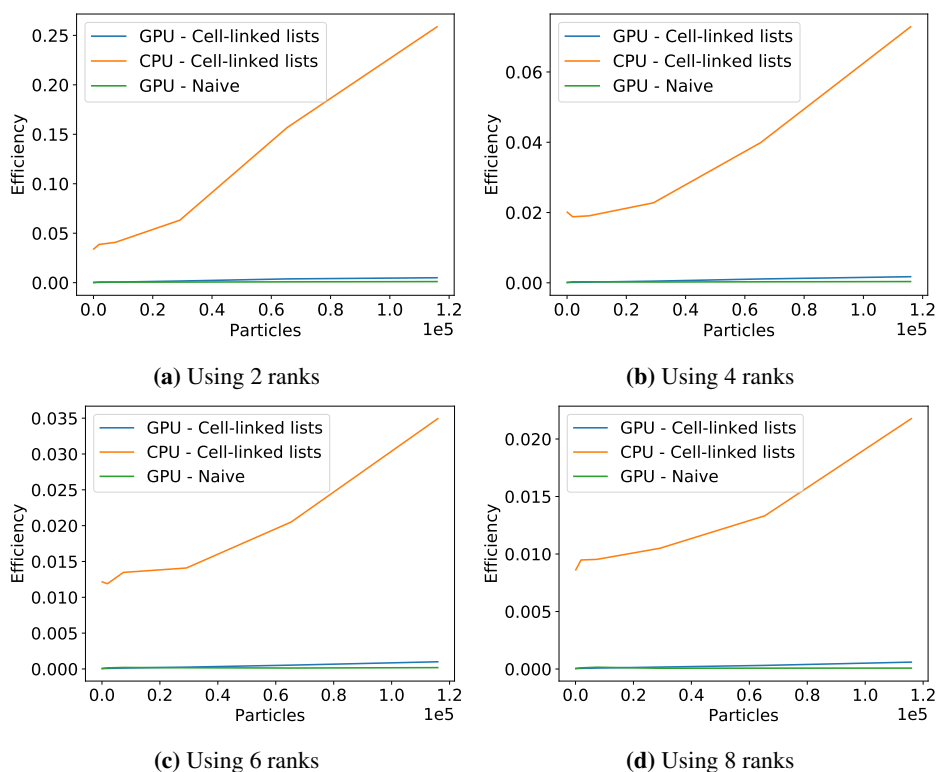 GPU - Cell-linked lists
CPU - Cell-linked lists
GPU - Naive
Efficiency
0.25
0.20
0.15
0.10
0.05
0.00
0.0 0.2 0.4 0.6 0.8 1.0 1.2
Particles
1e5
(a) Using 2 ranks
GPU - Cell-linked lists
CPU - Cell-linked lists
GPU - Naive
Efficiency
0.06
0.04
0.02
0.00
0.0 0.2 0.4 0.6 0.8 1.0 1.2
Particles
1e5
(b) Using 4 ranks
GPU - Cell-linked lists
CPU - Cell-linked lists
GPU - Naive
Efficiency
0.035
0.030
0.025
0.020
0.015
0.010
0.005
0.000
0.0 0.2 0.4 0.6 0.8 1.0 1.2
Particles
1e5
(c) Using 6 ranks
GPU - Cell-linked lists
CPU - Cell-linked lists
GPU - Naive
Efficiency
0.020
0.015
0.010
0.005
0.000
0.0 0.2 0.4 0.6 0.8 1.0 1.2
Particles
1e5
(d) Using 8 ranks